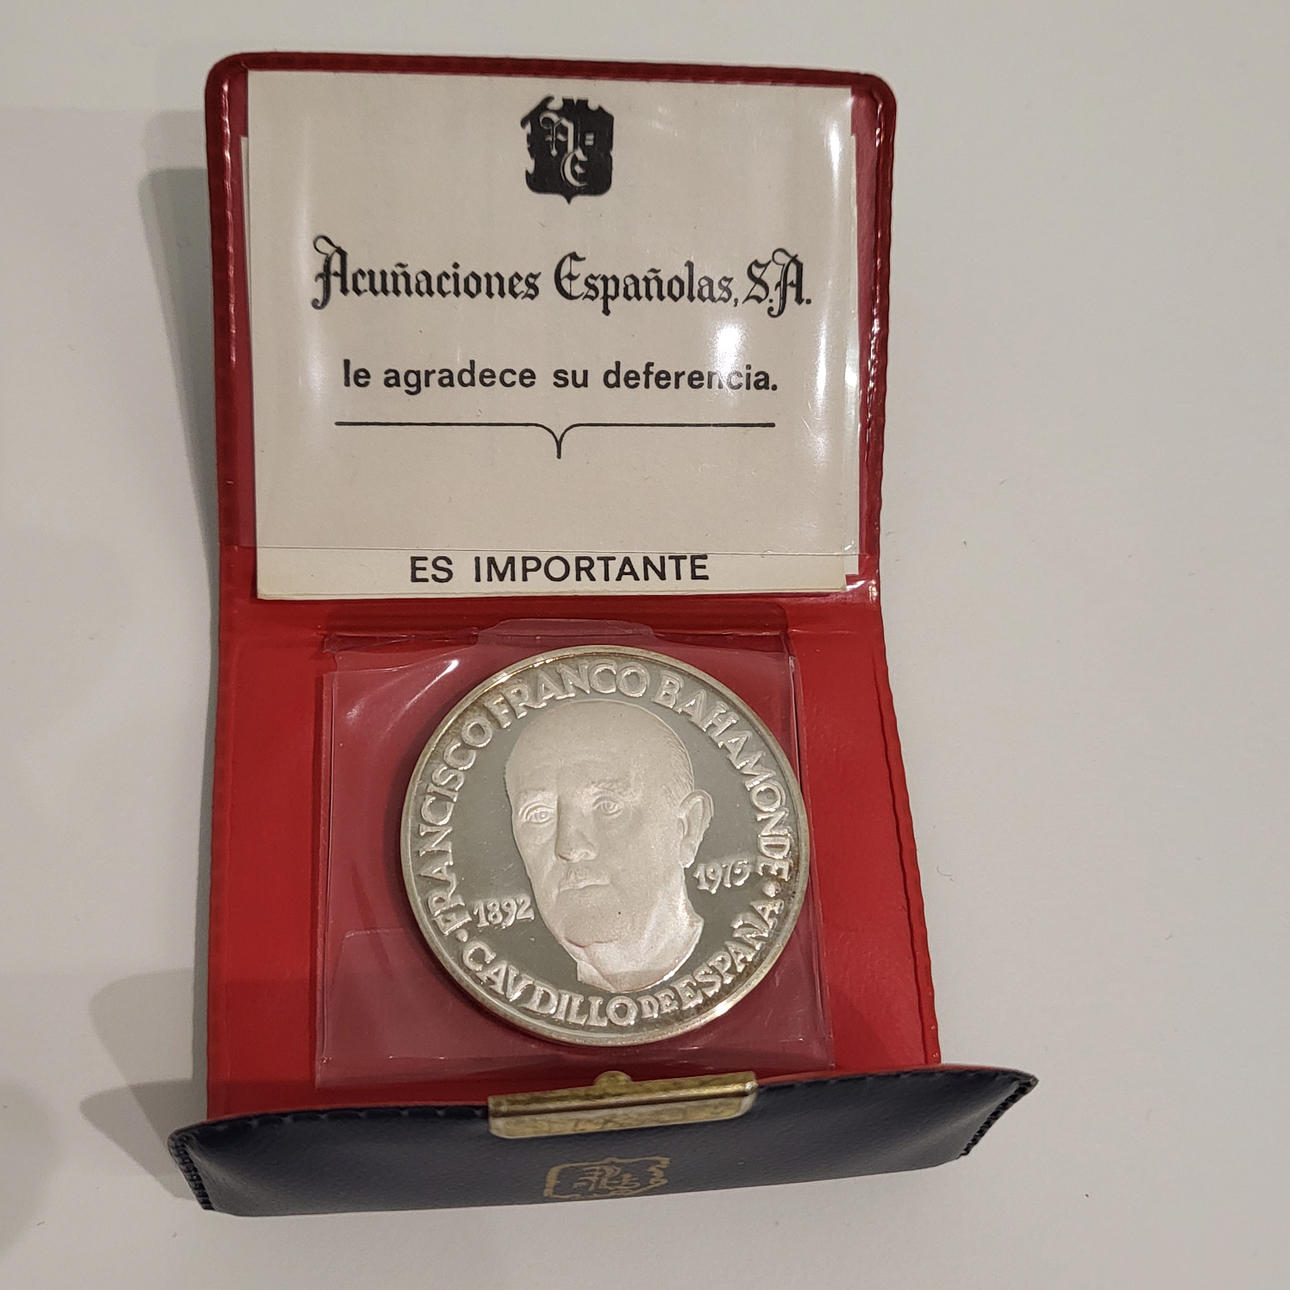 A=
E
Acuñaciones Españolas, S.A.
le agradece su deferencia.
ES IMPORTANTE
FRANCISCO FRANCO BAHAMONDE
1892
1975
• CAVDILLO DE ESPAÑA •